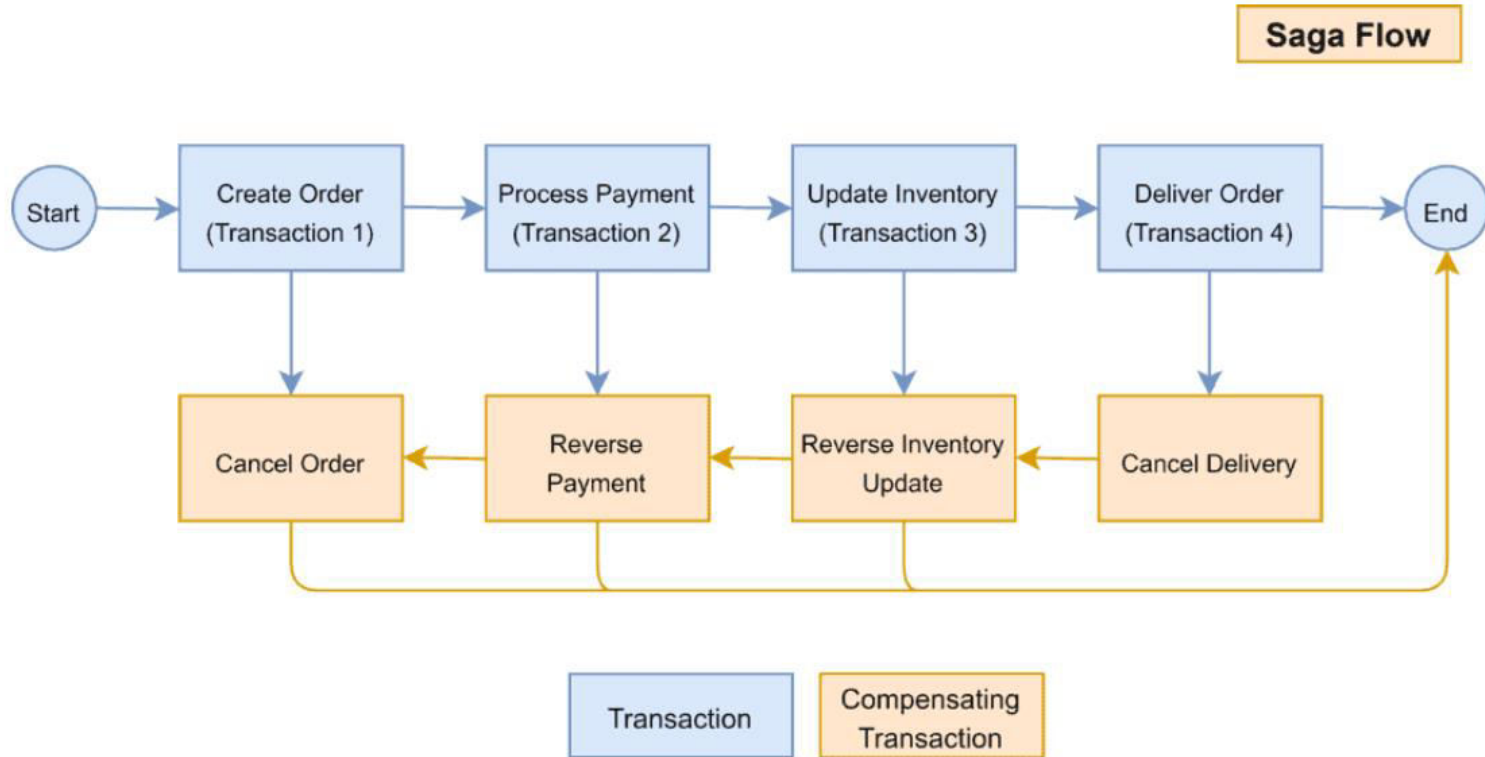 Saga Flow
Start
Create Order
(Transaction 1)
Process Payment
(Transaction 2)
Update Inventory
(Transaction 3)
Deliver Order
(Transaction 4)
End
Cancel Order
Reverse
Payment
Reverse Inventory
Update
Cancel Delivery
Transaction
Compensating
Transaction